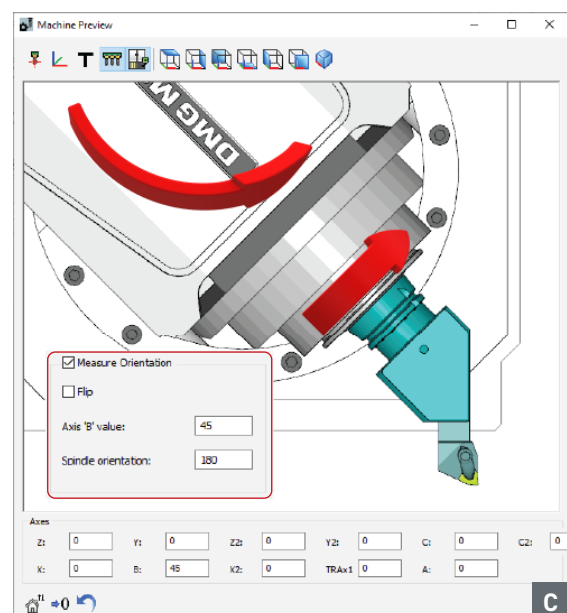 Machine Preview
DMG M
Measure Orientation
Flip
Axis 'B' value: 45
Spindle orientation: 180
Axes
Z: 0 Y: 0 Z2: 0 Y2: 0 C: 0 C2: 0
X: 0 B: 45 X2: 0 TRAx1 0 A: 0
C